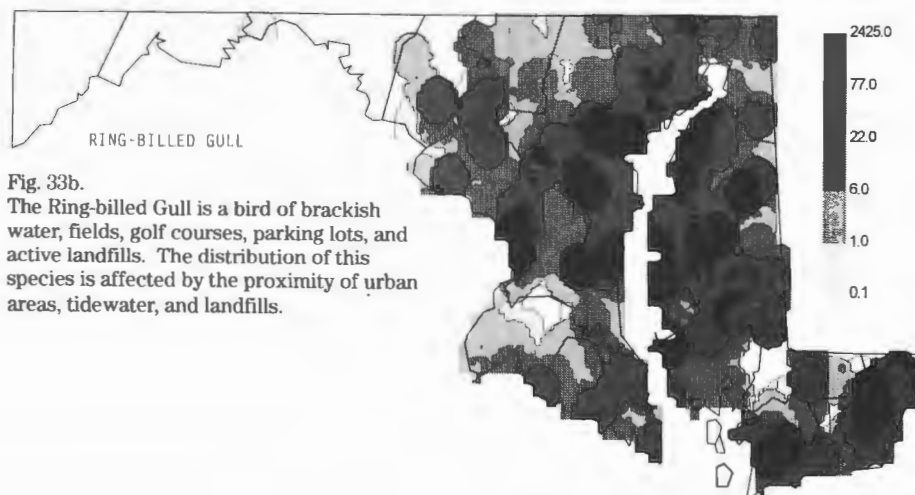 RING-BILLED GULL
Fig. 33b.
The Ring-billed Gull is a bird of brackish
water, fields, golf courses, parking lots, and
active landfills. The distribution of this
species is affected by the proximity of urban
areas, tidewater, and landfills.
2425.0
77.0
22.0
6.0
1.0
0.1